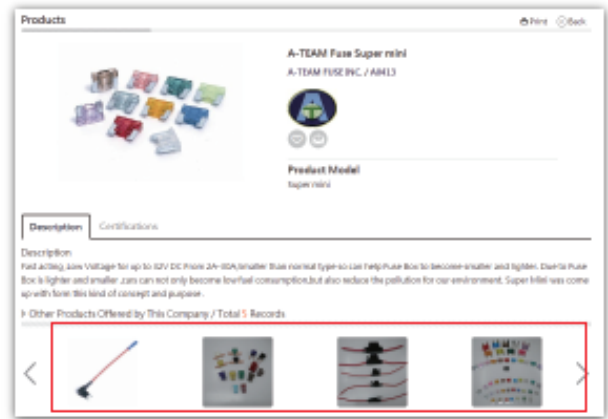 Products
Print Back
A-TEAM Fuse Super mini
A-TEAM FUSE INC. / A0413
A
Product Model
Super mini
Description Certifications
Description
Fast acting ,Low Voltage for up to 32V DC From 2A~30A,Smaller than normal type so can help Fuse Box to become smaller and lighter. Due to Fuse
Box is lighter and smaller ,cars can not only become low fuel consumption,but also reduce the pollution for our environment. Super Mini was come
up with form this kind of concept and purpose.
Other Products Offered by This Company / Total 5 Records